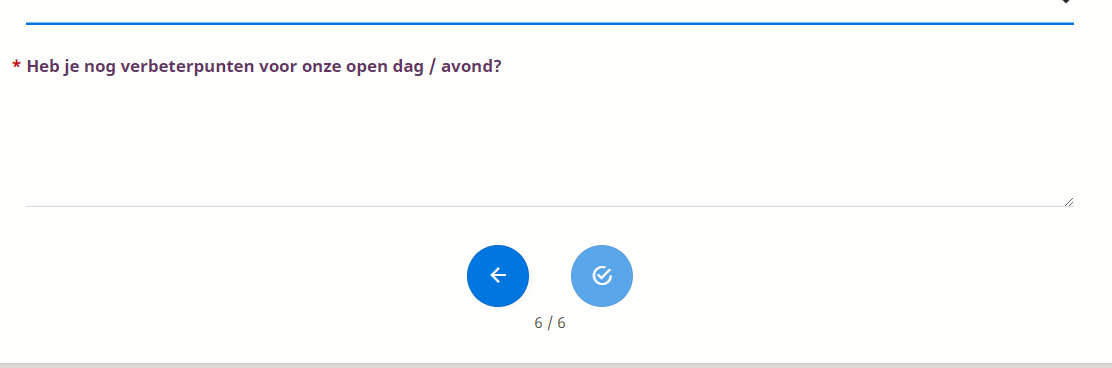 * Heb je nog verbeterpunten voor onze open dag / avond?
6 / 6